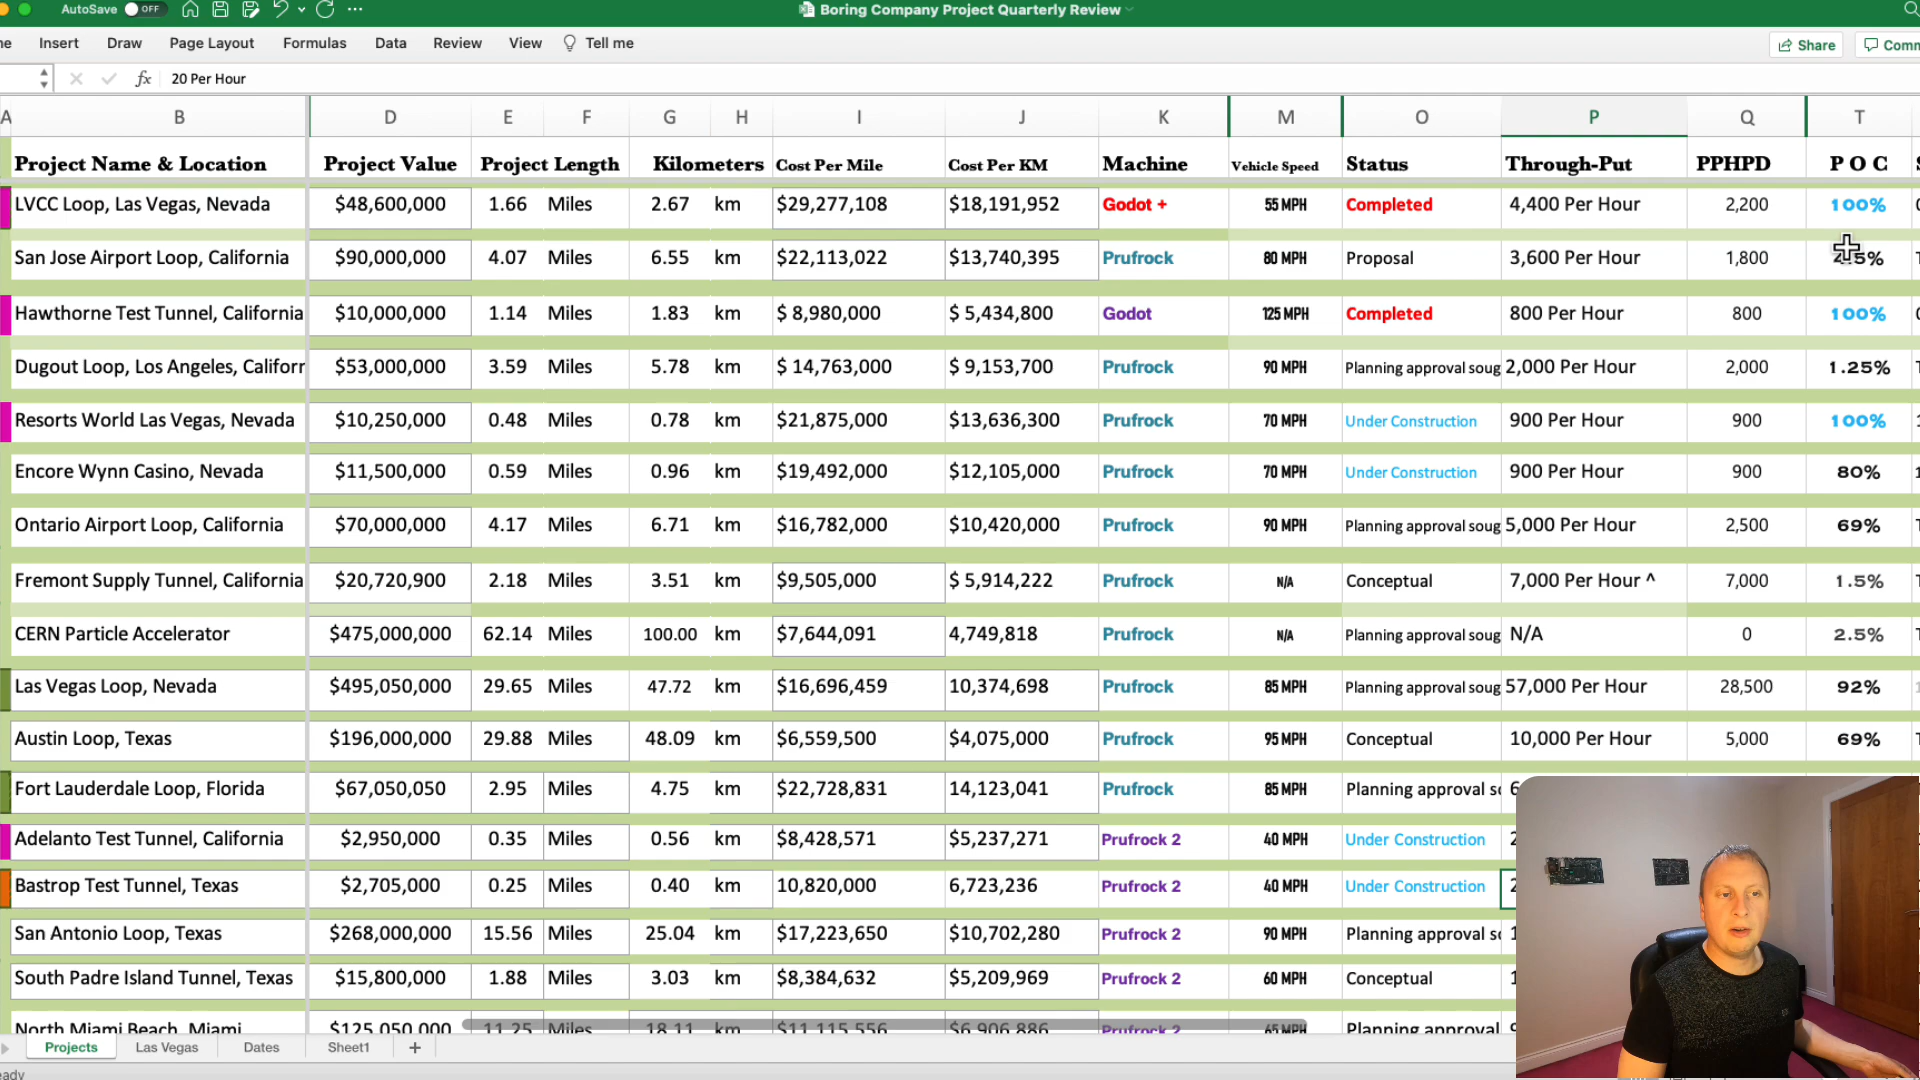 AutoSave OFF ... Boring Company Project Quarterly Review
Insert Draw Page Layout Formulas Data Review View Tell me Share
fx 20 Per Hour
A B D E F G H I J K M O P Q T
Project Name & Location Project Value Project Length Kilometers Cost Per Mile Cost Per KM Machine Vehicle Speed Status Through-Put PPHPD P O C
LVCC Loop, Las Vegas, Nevada $48,600,000 1.66 Miles 2.67 km $29,277,108 $18,191,952 Godot + 55 MPH Completed 4,400 Per Hour 2,200 100%
San Jose Airport Loop, California $90,000,000 4.07 Miles 6.55 km $22,113,022 $13,740,395 Prufrock 80 MPH Proposal 3,600 Per Hour 1,800
Hawthorne Test Tunnel, California $10,000,000 1.14 Miles 1.83 km $ 8,980,000 $ 5,434,800 Godot 125 MPH Completed 800 Per Hour 800 100%
Dugout Loop, Los Angeles, Califorr $53,000,000 3.59 Miles 5.78 km $ 14,763,000 $ 9,153,700 Prufrock 90 MPH Planning approval soug 2,000 Per Hour 2,000 1.25%
Resorts World Las Vegas, Nevada $10,250,000 0.48 Miles 0.78 km $21,875,000 $13,636,300 Prufrock 70 MPH Under Construction 900 Per Hour 900 100%
Encore Wynn Casino, Nevada $11,500,000 0.59 Miles 0.96 km $19,492,000 $12,105,000 Prufrock 70 MPH Under Construction 900 Per Hour 900 80%
Ontario Airport Loop, California $70,000,000 4.17 Miles 6.71 km $16,782,000 $10,420,000 Prufrock 90 MPH Planning approval soug 5,000 Per Hour 2,500 69%
Fremont Supply Tunnel, California $20,720,900 2.18 Miles 3.51 km $9,505,000 $ 5,914,222 Prufrock N/A Conceptual 7,000 Per Hour ^ 7,000 1.5%
CERN Particle Accelerator $475,000,000 62.14 Miles 100.00 km $7,644,091 4,749,818 Prufrock N/A Planning approval soug N/A 0 2.5%
Las Vegas Loop, Nevada $495,050,000 29.65 Miles 47.72 km $16,696,459 10,374,698 Prufrock 85 MPH Planning approval soug 57,000 Per Hour 28,500 92%
Austin Loop, Texas $196,000,000 29.88 Miles 48.09 km $6,559,500 $4,075,000 Prufrock 95 MPH Conceptual 10,000 Per Hour 5,000 69%
Fort Lauderdale Loop, Florida $67,050,050 2.95 Miles 4.75 km $22,728,831 14,123,041 Prufrock 85 MPH Planning approval
Adelanto Test Tunnel, California $2,950,000 0.35 Miles 0.56 km $8,428,571 $5,237,271 Prufrock 2 40 MPH Under Construction
Bastrop Test Tunnel, Texas $2,705,000 0.25 Miles 0.40 km 10,820,000 6,723,236 Prufrock 2 40 MPH Under Construction
San Antonio Loop, Texas $268,000,000 15.56 Miles 25.04 km $17,223,650 $10,702,280 Prufrock 2 90 MPH Planning approval
South Padre Island Tunnel, Texas $15,800,000 1.88 Miles 3.03 km $8,384,632 $5,209,969 Prufrock 2 60 MPH Conceptual
North Miami Beach, Miami $125,050,000 11.25 Miles 18.11 km $11,115,556 $6,906,886 Prufrock 2 65 MPH Planning approval
Projects Las Vegas Dates Sheet1 +